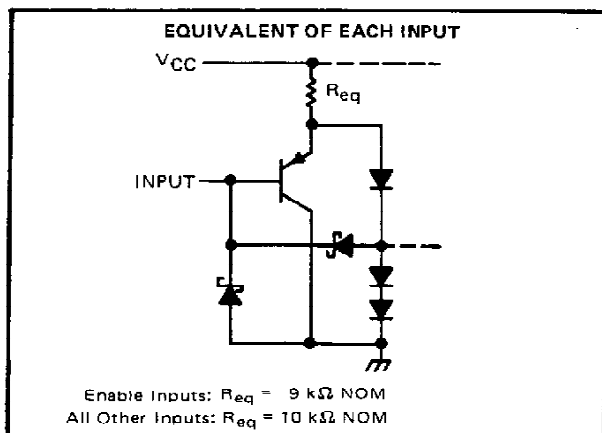 EQUIVALENT OF EACH INPUT
VCC
Req
INPUT
Enable Inputs: Req = 9 kΩ NOM
All Other Inputs: Req = 10 kΩ NOM